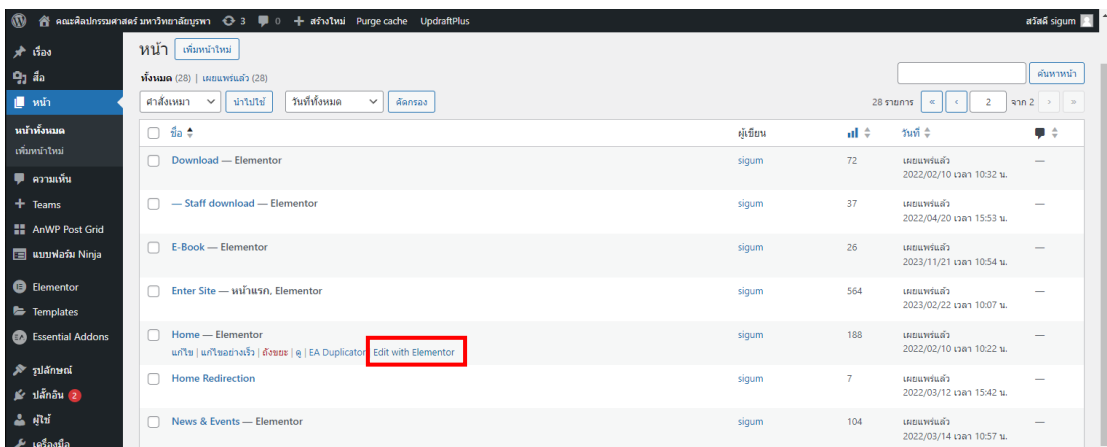 คณะศิลปกรรมศาสตร์ มหาวิทยาลัยบูรพา 3 0 + สร้างใหม่ Purge cache UpdraftPlus สวัสดี sigum
เรื่อง
สื่อ
หน้า
หน้าทั้งหมด
เพิ่มหน้าใหม่
ความเห็น
Teams
AnWP Post Grid
แบบฟอร์ม Ninja
Elementor
Templates
Essential Addons
รูปลักษณ์
ปลั๊กอิน 2
ผู้ใช้
เครื่องมือ
หน้า เพิ่มหน้าใหม่
ทั้งหมด (28) | เผยแพร่แล้ว (28)
ค้นหาหน้า
คำสั่งเหมา นำไปใช้ วันที่ทั้งหมด คัดกรอง 28 รายการ « ‹ 2 จาก 2 › »
ชื่อ ผู้เขียน วันที่
Download — Elementor sigum 72 เผยแพร่แล้ว —
2022/02/10 เวลา 10:32 น.
— Staff download — Elementor sigum 37 เผยแพร่แล้ว —
2022/04/20 เวลา 15:53 น.
E-Book — Elementor sigum 26 เผยแพร่แล้ว —
2023/11/21 เวลา 10:54 น.
Enter Site — หน้าแรก, Elementor sigum 564 เผยแพร่แล้ว —
2023/02/22 เวลา 10:07 น.
Home — Elementor sigum 188 เผยแพร่แล้ว —
แก้ไข | แก้ไขอย่างเร็ว | ถังขยะ | ดู | EA Duplicator Edit with Elementor 2022/02/10 เวลา 10:22 น.
Home Redirection sigum 7 เผยแพร่แล้ว —
2022/03/12 เวลา 15:42 น.
News & Events — Elementor sigum 104 เผยแพร่แล้ว —
2022/03/14 เวลา 10:57 น.